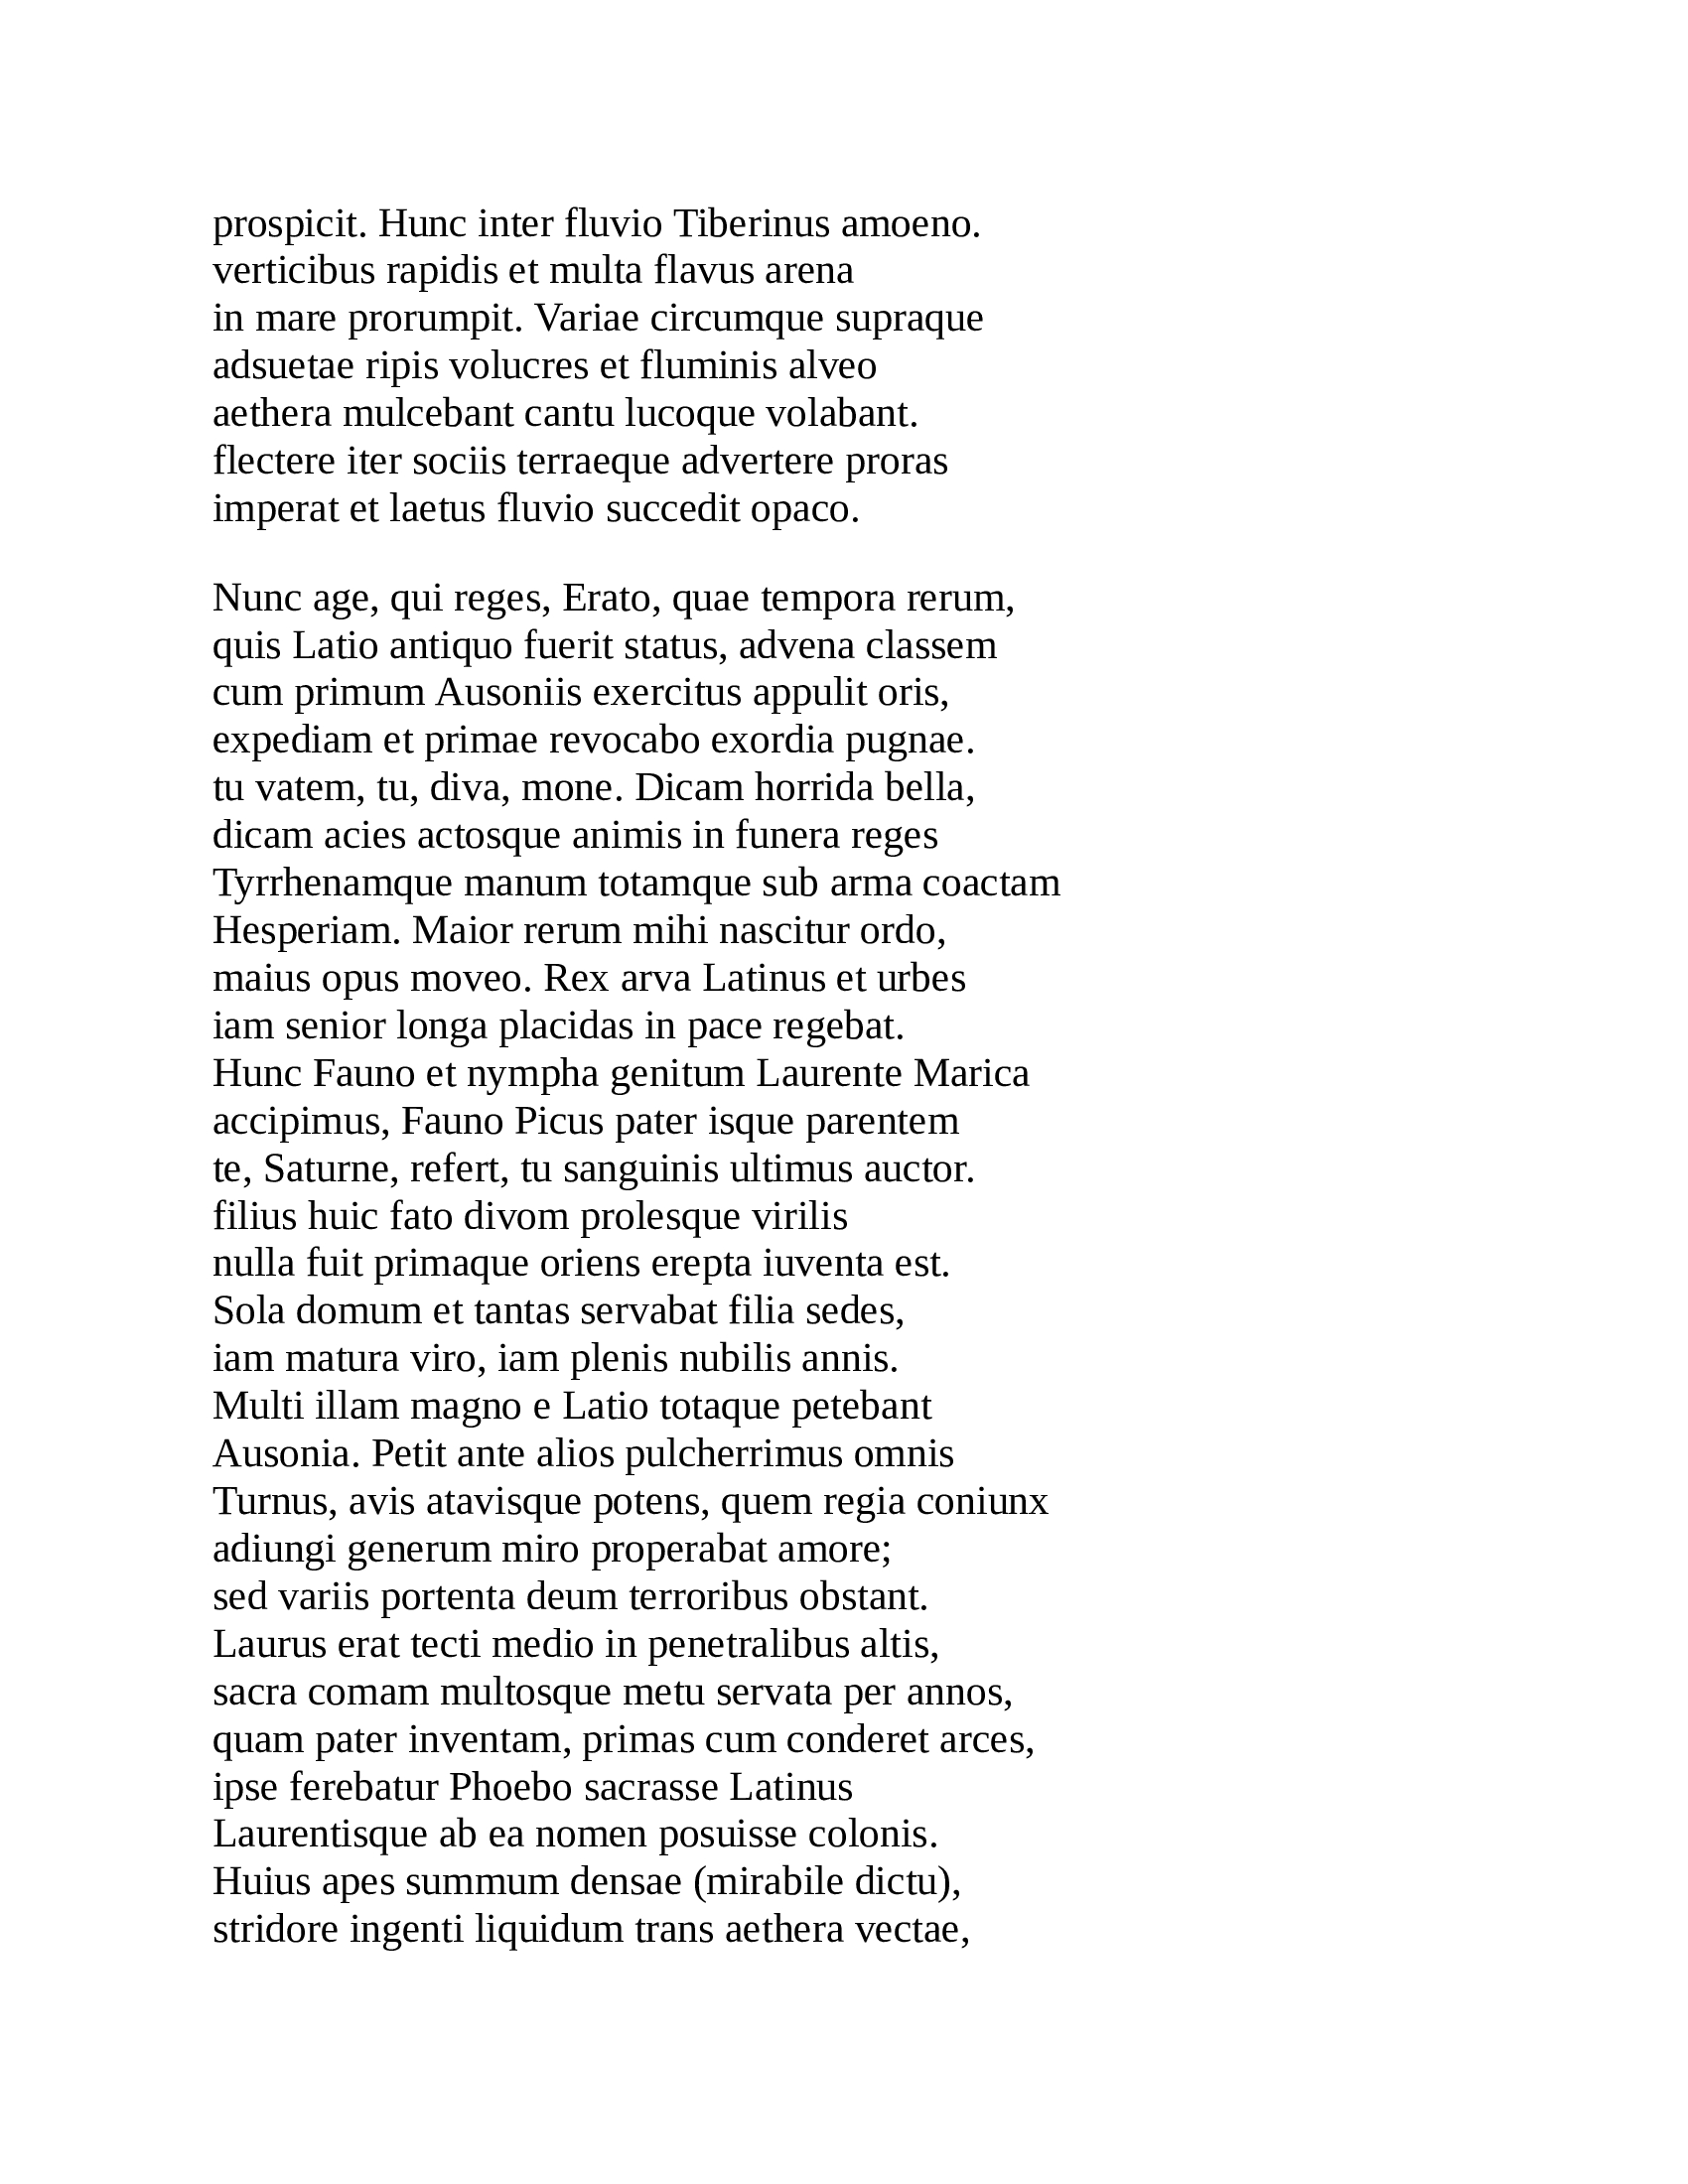 prospicit. Hunc inter fluvio Tiberinus amoeno.
verticibus rapidis et multa flavus arena
in mare prorumpit. Variae circumque supraque
adsuetae ripis volucres et fluminis alveo
aethera mulcebant cantu lucoque volabant.
flectere iter sociis terraeque advertere proras
imperat et laetus fluvio succedit opaco.

Nunc age, qui reges, Erato, quae tempora rerum,
quis Latio antiquo fuerit status, advena classem
cum primum Ausoniis exercitus appulit oris,
expediam et primae revocabo exordia pugnae.
tu vatem, tu, diva, mone. Dicam horrida bella,
dicam acies actosque animis in funera reges
Tyrrhenamque manum totamque sub arma coactam
Hesperiam. Maior rerum mihi nascitur ordo,
maius opus moveo. Rex arva Latinus et urbes
iam senior longa placidas in pace regebat.
Hunc Fauno et nympha genitum Laurente Marica
accipimus, Fauno Picus pater isque parentem
te, Saturne, refert, tu sanguinis ultimus auctor.
filius huic fato divom prolesque virilis
nulla fuit primaque oriens erepta iuventa est.
Sola domum et tantas servabat filia sedes,
iam matura viro, iam plenis nubilis annis.
Multi illam magno e Latio totaque petebant
Ausonia. Petit ante alios pulcherrimus omnis
Turnus, avis atavisque potens, quem regia coniunx
adiungi generum miro properabat amore;
sed variis portenta deum terroribus obstant.
Laurus erat tecti medio in penetralibus altis,
sacra comam multosque metu servata per annos,
quam pater inventam, primas cum conderet arces,
ipse ferebatur Phoebo sacrasse Latinus
Laurentisque ab ea nomen posuisse colonis.
Huius apes summum densae (mirabile dictu),
stridore ingenti liquidum trans aethera vectae,